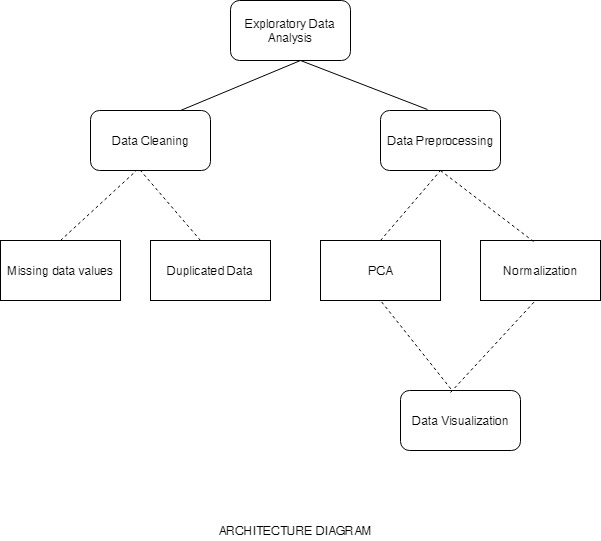 Exploratory Data
Analysis
Data Cleaning
Data Preprocessing
Missing data values
Duplicated Data
PCA
Normalization
Data Visualization
ARCHITECTURE DIAGRAM